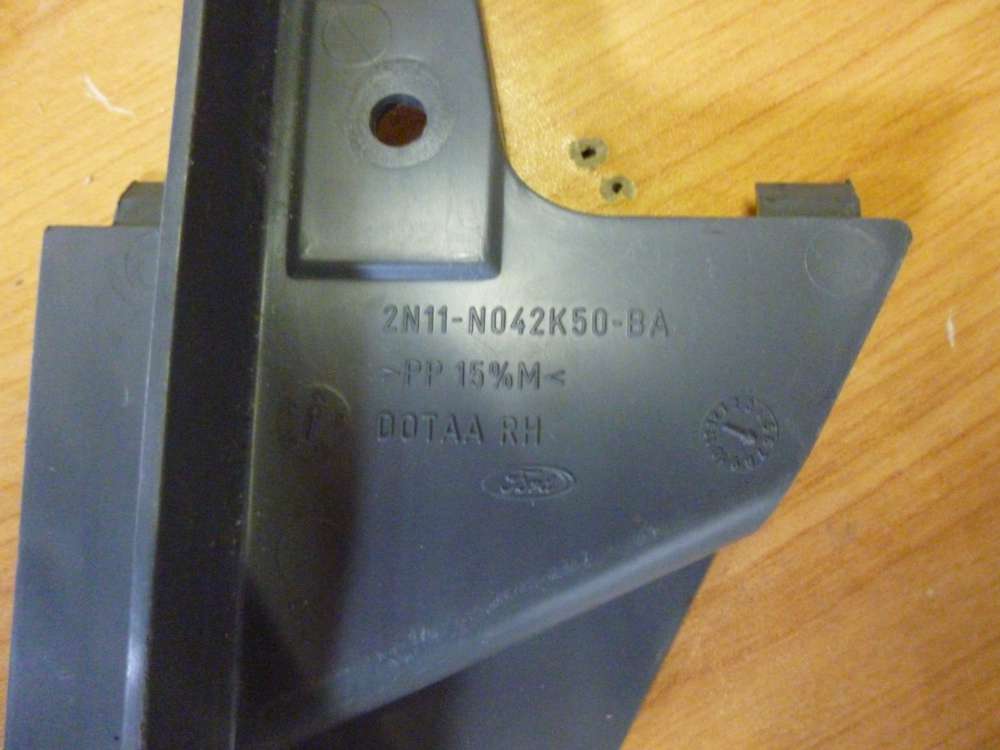 2N11-N042K50-BA
>PP 15%M<
DOTAA RH
Ford